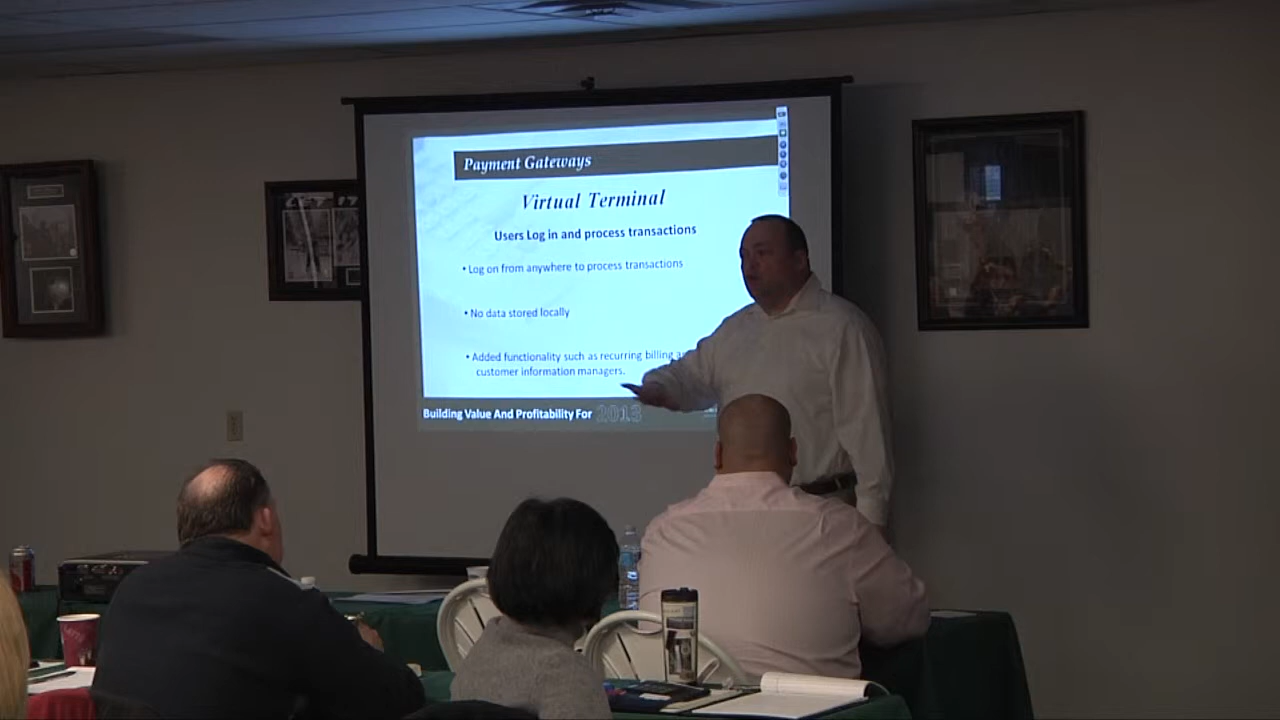 Payment Gateways
Virtual Terminal
Users Log in and process transactions
• Log on from anywhere to process transactions
• No data stored locally
• Added functionality such as recurring billing
customer information managers.
Building Value And Profitability For 2013